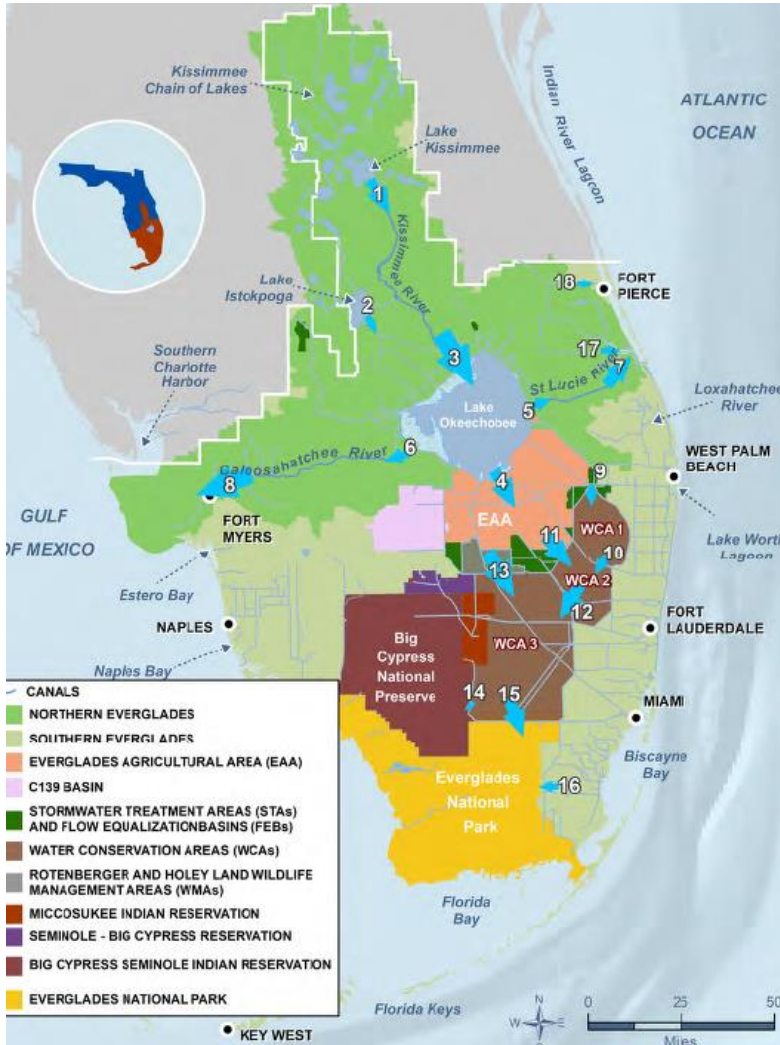 Kissimmee
Chain of Lakes
Indian River Lagoon
ATLANTIC
OCEAN
Lake
Kissimmee
1
Kissimmee River
Lake
Istokpoga
2
18
FORT
PIERCE
Southern
Charlotte
Harbor
3
17
7
St Lucie River
5
Lake
Okeechobee
Loxahatchee
River
6
Caloosahatchee River
8
4
9
WEST PALM
BEACH
GULF
OF MEXICO
FORT
MYERS
EAA
WCA 1
11
10
Lake Worth
Lagoon
13
WCA 2
12
Estero Bay
NAPLES
Naples Bay
Big
Cypress
National
Preserve
WCA 3
FORT
LAUDERDALE
14
15
MIAMI
Biscayne
Bay
Everglades
National
Park
16
CANALS
NORTHERN EVERGLADES
SOUTHERN EVERGLADES
EVERGLADES AGRICULTURAL AREA (EAA)
C139 BASIN
STORMWATER TREATMENT AREAS (STAs)
AND FLOW EQUALIZATIONBASINS (FEBs)
WATER CONSERVATION AREAS (WCAs)
ROTENBERGER AND HOLEY LAND WILDLIFE
MANAGEMENT AREAS (WMAs)
MICCOSUKEE INDIAN RESERVATION
SEMINOLE - BIG CYPRESS RESERVATION
BIG CYPRESS SEMINOLE INDIAN RESERVATION
EVERGLADES NATIONAL PARK
Florida
Bay
Florida Keys
KEY WEST
N
W
E
S
0 25 50
Miles